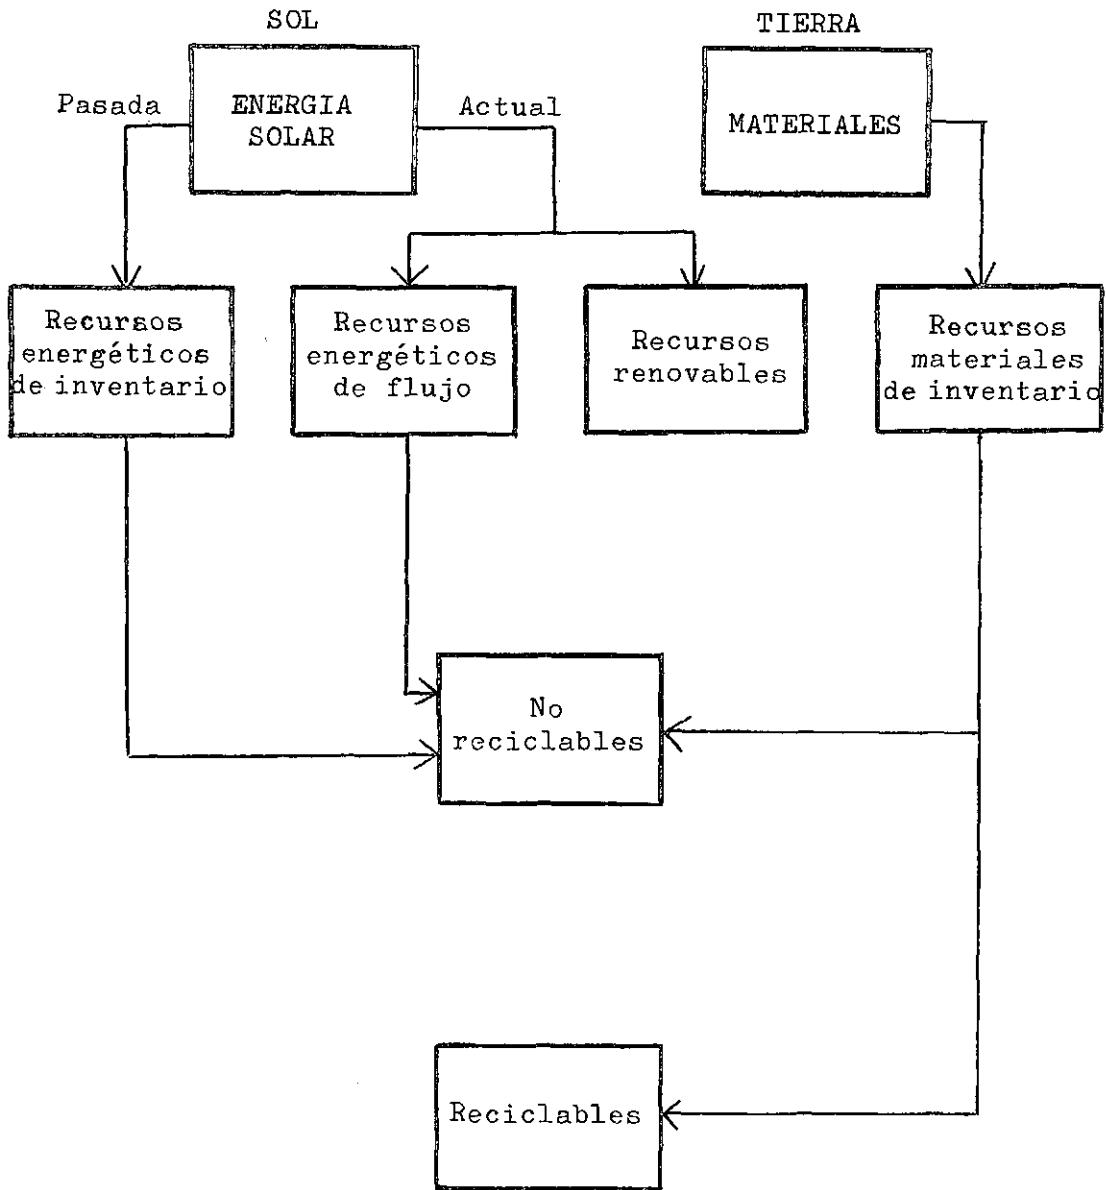 SOL
TIERRA
Pasada
ENERGIA
SOLAR
Actual
MATERIALES
Recursos
energéticos
de inventario
Recursos
energéticos
de flujo
Recursos
renovables
Recursos
materiales
de inventario
No
reciclables
Reciclables